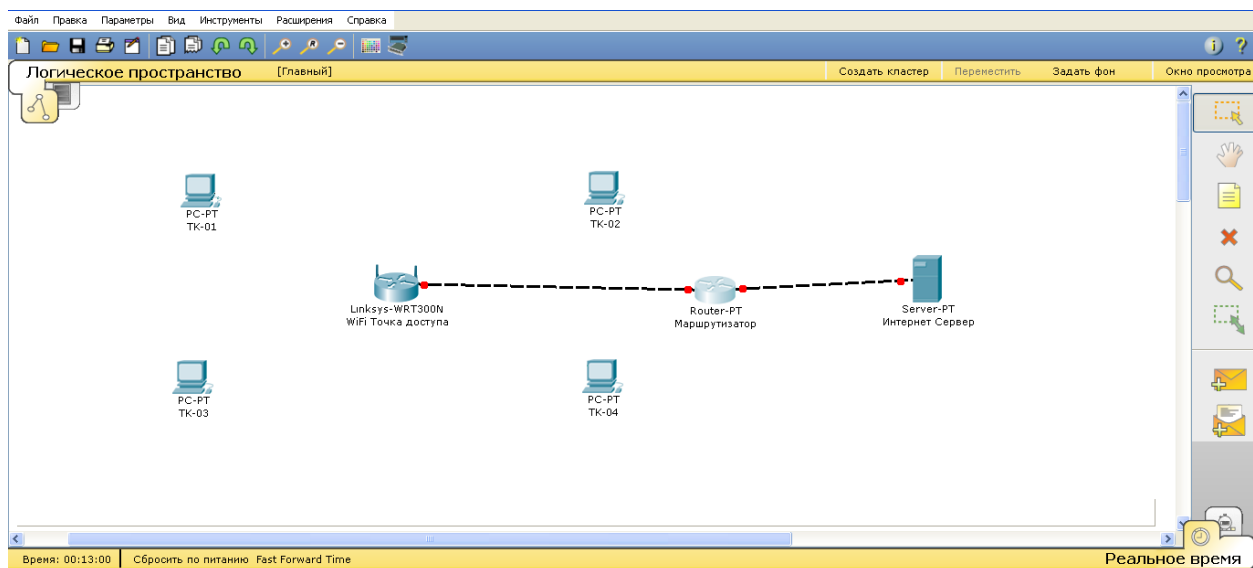 Файл Правка Параметры Вид Инструменты Расширения Справка
Логическое пространство [Главный] Создать кластер Переместить Задать фон Окно просмотра
PC-PT
TK-01
PC-PT
TK-02
Linksys-WRT300N
WiFi Точка доступа
Router-PT
Маршрутизатор
Server-PT
Интернет Сервер
PC-PT
TK-03
PC-PT
TK-04
Время: 00:13:00 Сбросить по питанию Fast Forward Time Реальное время